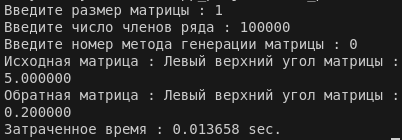 Введите размер матрицы : 1
Введите число членов ряда : 100000
Введите номер метода генерации матрицы : 0
Исходная матрица : Левый верхний угол матрицы :
5.000000
Обратная матрица : Левый верхний угол матрицы :
0.200000
Затраченное время : 0.013658 sec.